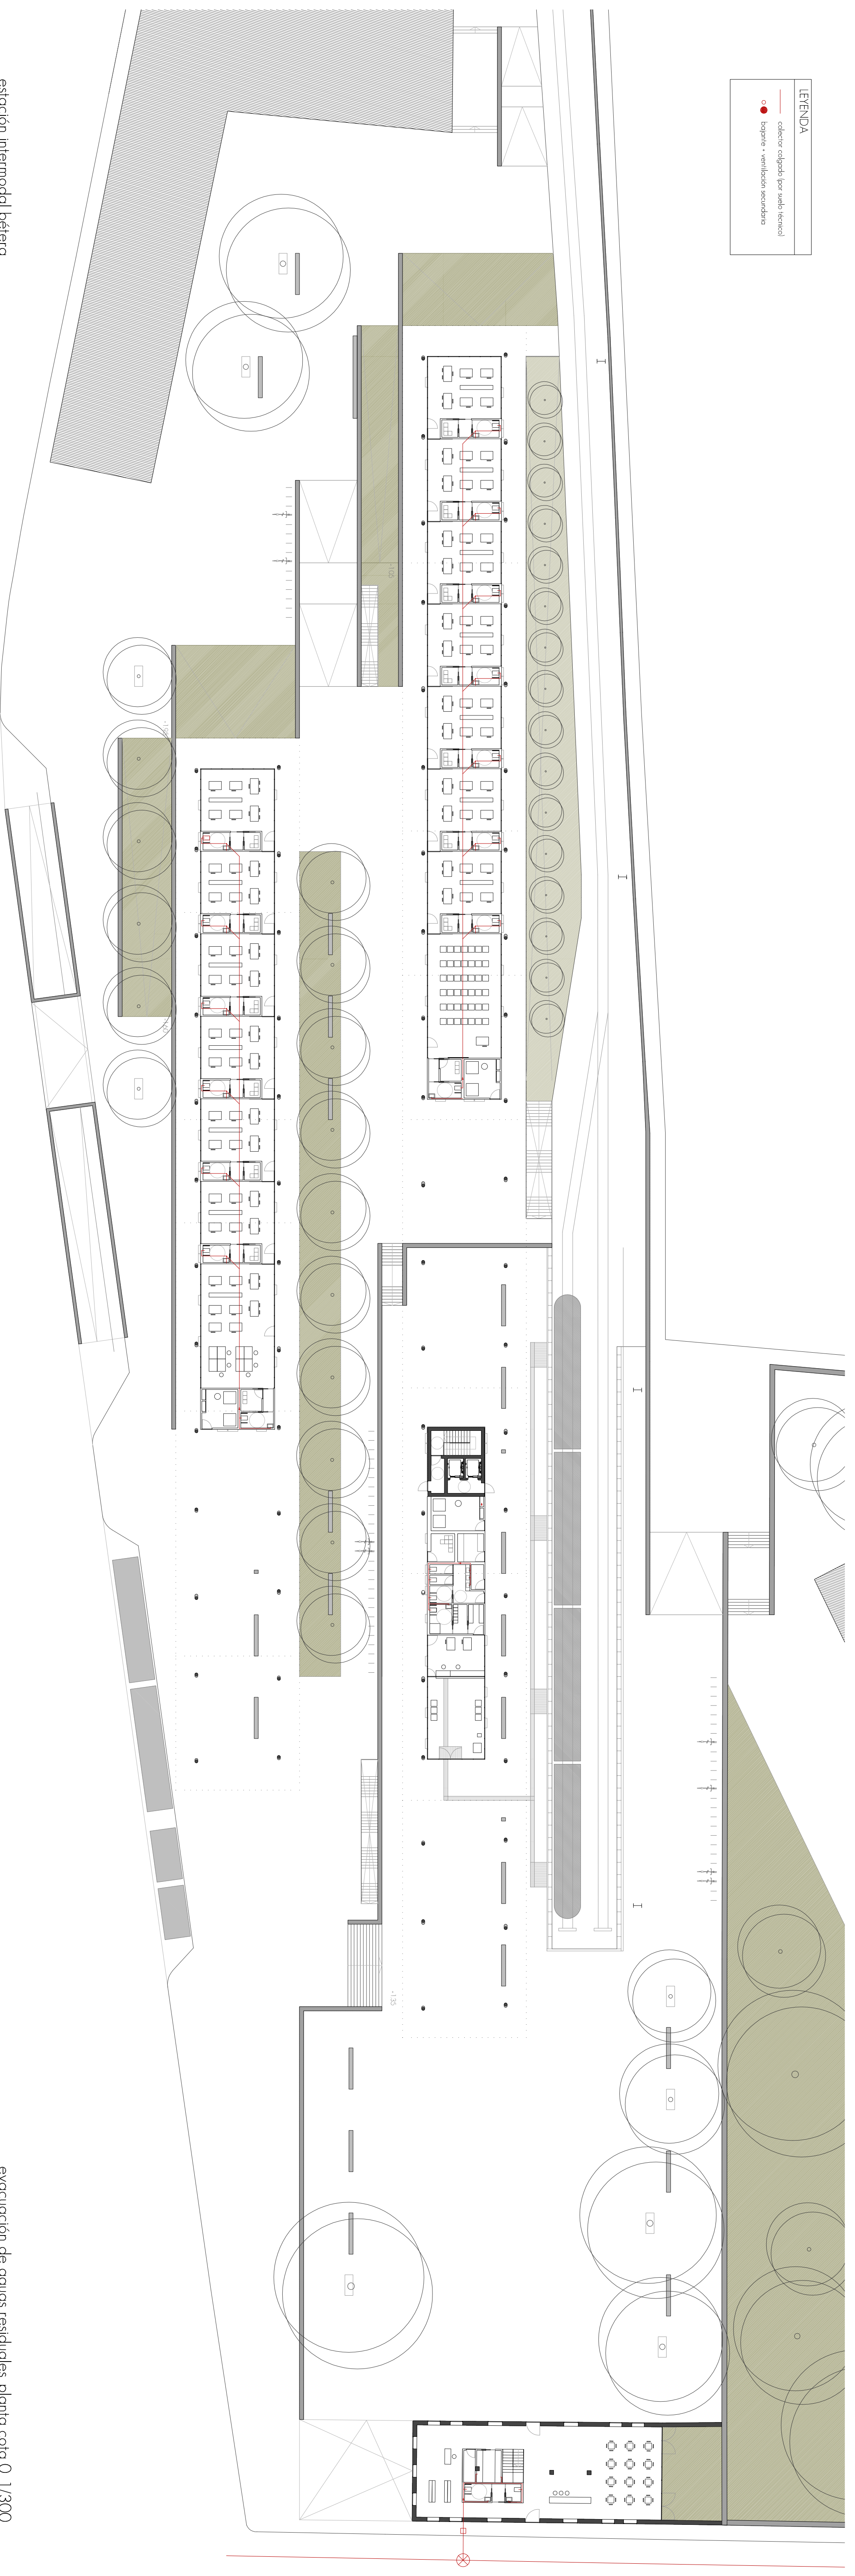 LEYENDA
colector colgado (por suelo técnico)
bajante + ventilación secundaria
estación intermodal bétera
evacuación de aguas residuales. planta cota 0. 1/300